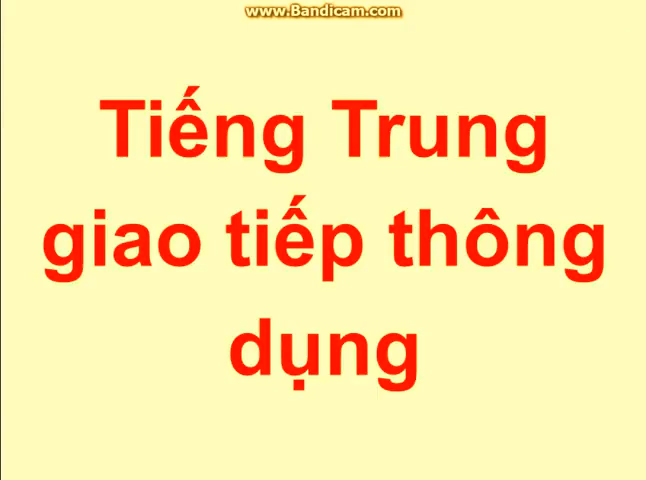 www.Bandicam.com
Tiếng Trung
giao tiếp thông
dụng